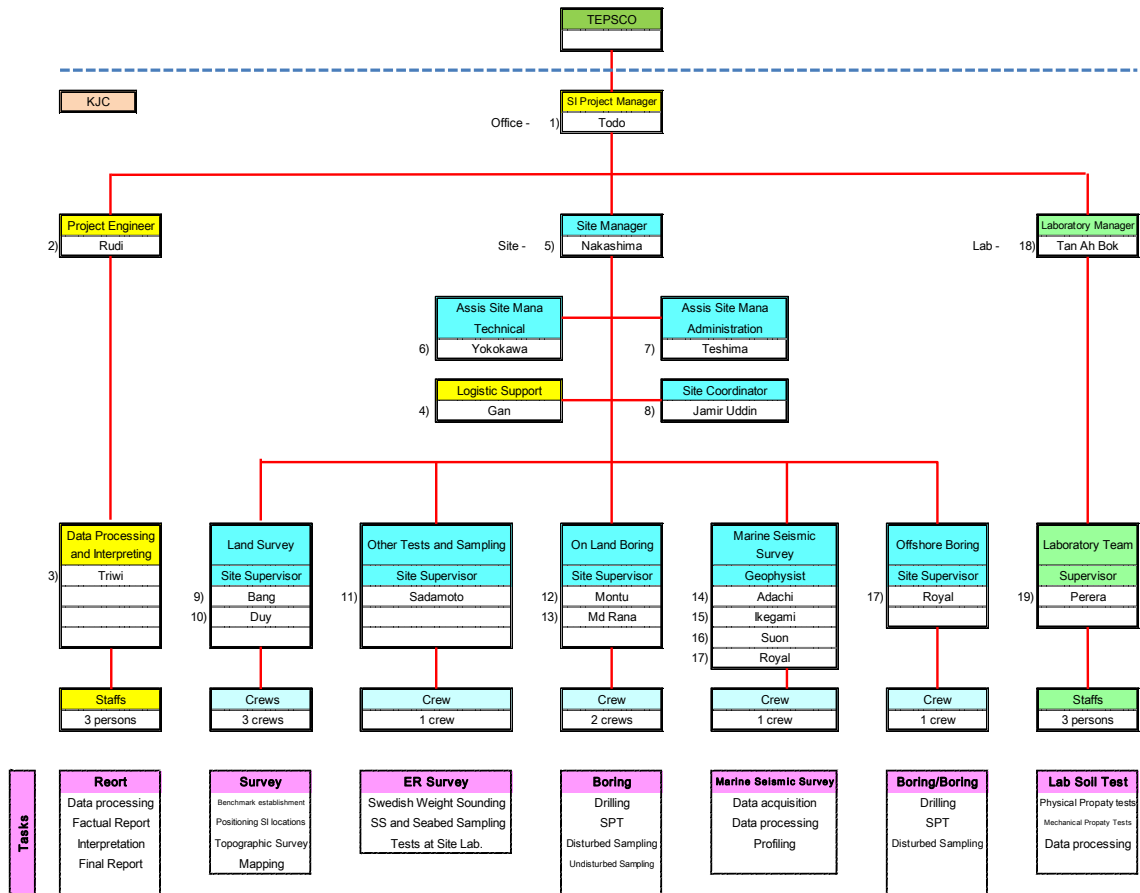 TEPSCO
KJC
SI Project Manager
Office - 1) Todo
Project Engineer
2) Rudi
Site Manager
Site - 5) Nakashima
Laboratory Manager
Lab - 18) Tan Ah Bok
Assis Site Mana
Technical
6) Yokokawa
Assis Site Mana
Administration
7) Teshima
Logistic Support
4) Gan
Site Coordinator
8) Jamir Uddin
Data Processing
and Interpreting
3) Triwi
Land Survey
Site Supervisor
9) Bang
10) Duy
Other Tests and Sampling
Site Supervisor
11) Sadamoto
On Land Boring
Site Supervisor
12) Montu
13) Md Rana
Marine Seismic
Survey
Geophysist
14) Adachi
15) Ikegami
16) Suon
17) Royal
Offshore Boring
Site Supervisor
17) Royal
Laboratory Team
Supervisor
19) Perera
Staffs
3 persons
Crews
3 crews
Crew
1 crew
Crew
2 crews
Crew
1 crew
Crew
1 crew
Staffs
3 persons
Tasks
Reort
Data processing
Factual Report
Interpretation
Final Report
Survey
Benchmark establishment
Positioning SI locations
Topographic Survey
Mapping
ER Survey
Swedish Weight Sounding
SS and Seabed Sampling
Tests at Site Lab.
Boring
Drilling
SPT
Disturbed Sampling
Undisturbed Sampling
Marine Seismic Survey
Data acquisition
Data processing
Profiling
Boring/Boring
Drilling
SPT
Disturbed Sampling
Lab Soil Test
Physical Propaty tests
Mechanical Propaty Tests
Data processing